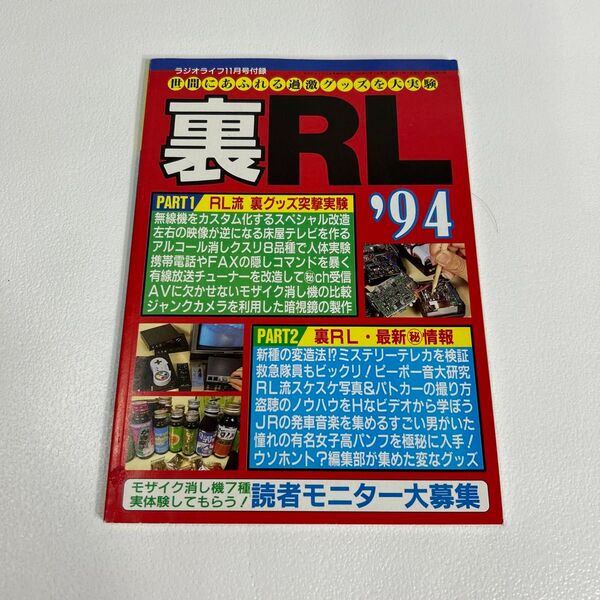 ラジオライフ11月号付録
世間にあふれる過激グッズを大実験
裏RL
'94
PART1 RL流 裏グッズ突撃実験
無線機をカスタム化するスペシャル改造
左右の映像が逆になる床屋テレビを作る
アルコール消しクスリ8品種で人体実験
携帯電話やFAXの隠しコマンドを暴く
有線放送チューナーを改造して㊙ch受信
AVに欠かせないモザイク消し機の比較
ジャンクカメラを利用した暗視鏡の製作
PART2 裏RL・最新㊙情報
新種の変造法!?ミステリーテレカを検証
救急隊員もビックリ!ピーポー音大研究
RL流スケスケ写真&パトカーの撮り方
盗聴のノウハウをHなビデオから学ぼう
JRの発車音楽を集めるすごい男がいた
憧れの有名女子高パンフを極秘に入手!
ウソホント?編集部が集めた変なグッズ
モザイク消し機7種
実体験してもらう!
読者モニター大募集